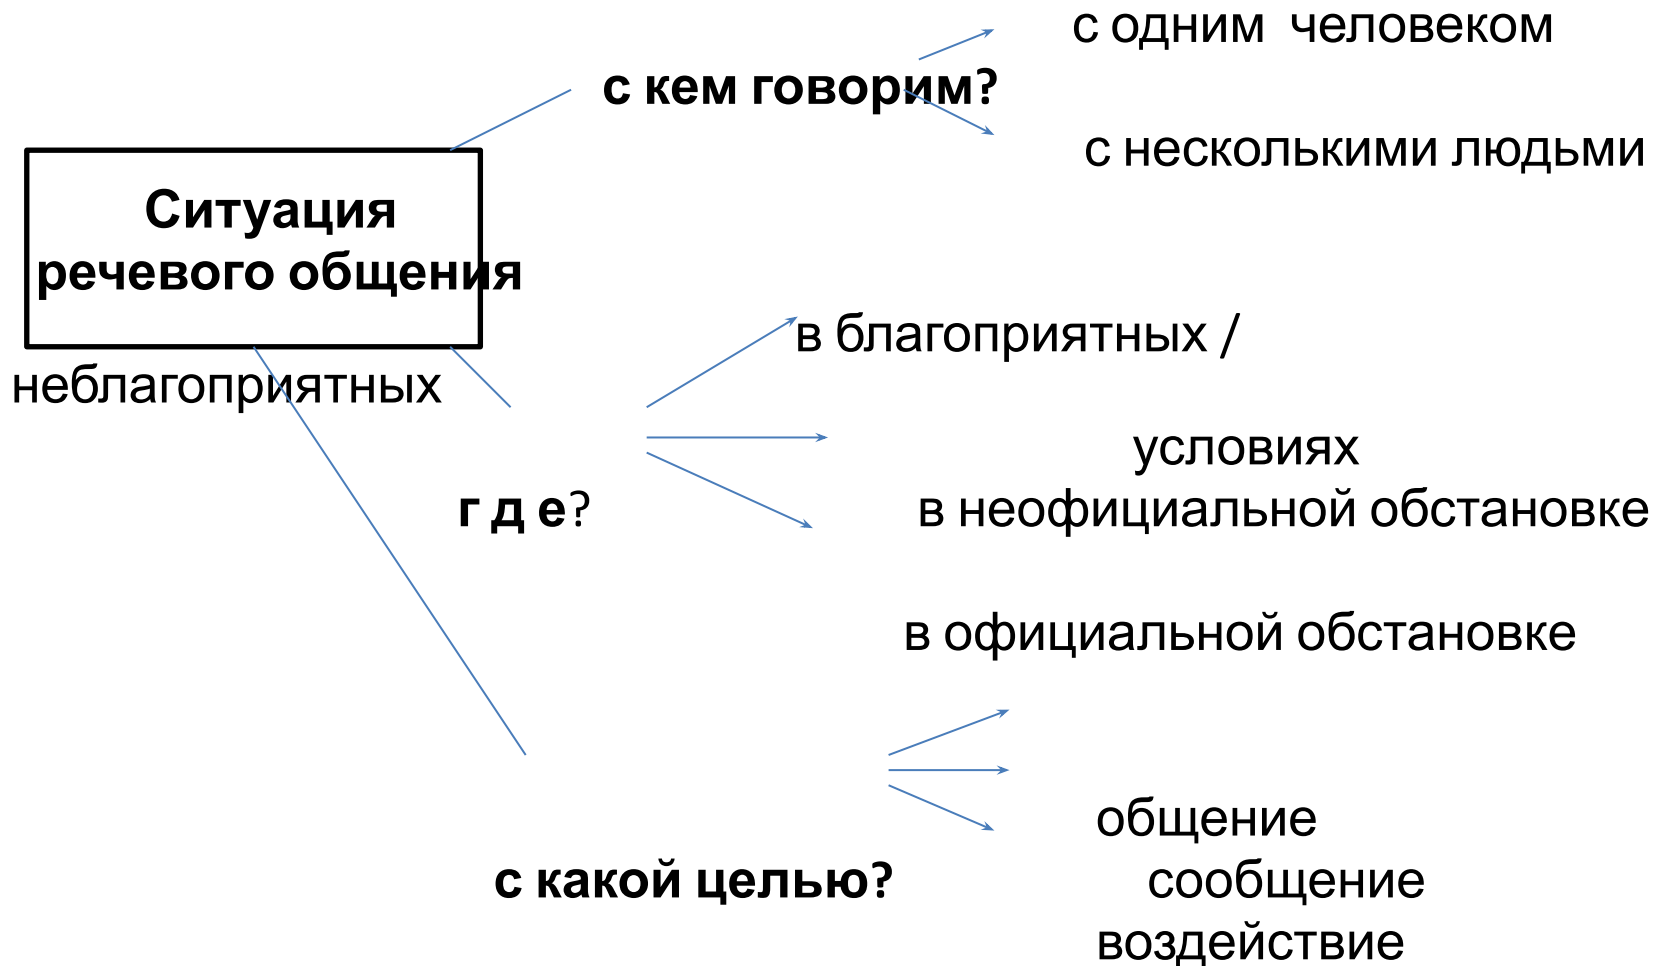 с одним человеком
с кем говорим?
с несколькими людьми
Ситуация
речевого общения
в благоприятных /
неблагоприятных
условиях
г д е?
в неофициальной обстановке
в официальной обстановке
общение
с какой целью?
сообщение
воздействие